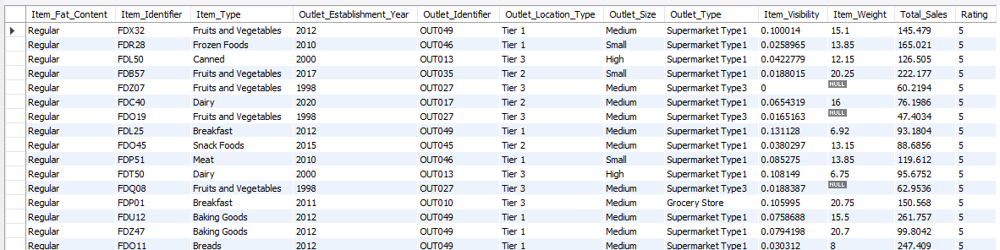 Item_Fat_Content Item_Identifier Item_Type Outlet_Establishment_Year Outlet_Identifier Outlet_Location_Type Outlet_Size Outlet_Type Item_Visibility Item_Weight Total_Sales Rating
Regular FDX32 Fruits and Vegetables 2012 OUT049 Tier 1 Medium Supermarket Type1 0.100014 15.1 145.479 5
Regular FDR28 Frozen Foods 2010 OUT046 Tier 1 Small Supermarket Type1 0.0258965 13.85 165.021 5
Regular FDL50 Canned 2000 OUT013 Tier 3 High Supermarket Type1 0.0422779 12.15 126.505 5
Regular FDB57 Fruits and Vegetables 2017 OUT035 Tier 2 Small Supermarket Type1 0.0188015 20.25 222.177 5
Regular FDZ07 Fruits and Vegetables 1998 OUT027 Tier 3 Medium Supermarket Type3 0 NULL 60.2194 5
Regular FDC40 Dairy 2020 OUT017 Tier 2 Medium Supermarket Type1 0.0654319 16 76.1986 5
Regular FDO19 Fruits and Vegetables 1998 OUT027 Tier 3 Medium Supermarket Type3 0.0165163 NULL 47.4034 5
Regular FDL25 Breakfast 2012 OUT049 Tier 1 Medium Supermarket Type1 0.131128 6.92 93.1804 5
Regular FDO45 Snack Foods 2015 OUT045 Tier 2 Medium Supermarket Type1 0.0380297 13.15 88.6856 5
Regular FDP51 Meat 2010 OUT046 Tier 1 Small Supermarket Type1 0.085275 13.85 119.612 5
Regular FDT50 Dairy 2000 OUT013 Tier 3 High Supermarket Type1 0.108149 6.75 95.6752 5
Regular FDQ08 Fruits and Vegetables 1998 OUT027 Tier 3 Medium Supermarket Type3 0.0188387 NULL 62.9536 5
Regular FDP01 Breakfast 2011 OUT010 Tier 3 Medium Grocery Store 0.105995 20.75 150.568 5
Regular FDU12 Baking Goods 2012 OUT049 Tier 1 Medium Supermarket Type1 0.0758688 15.5 261.757 5
Regular FDZ47 Baking Goods 2012 OUT049 Tier 1 Medium Supermarket Type1 0.0794198 20.7 99.8042 5
Regular FDO11 Breads 2012 OUT049 Tier 1 Medium Supermarket Type1 0.030312 8 247.409 5